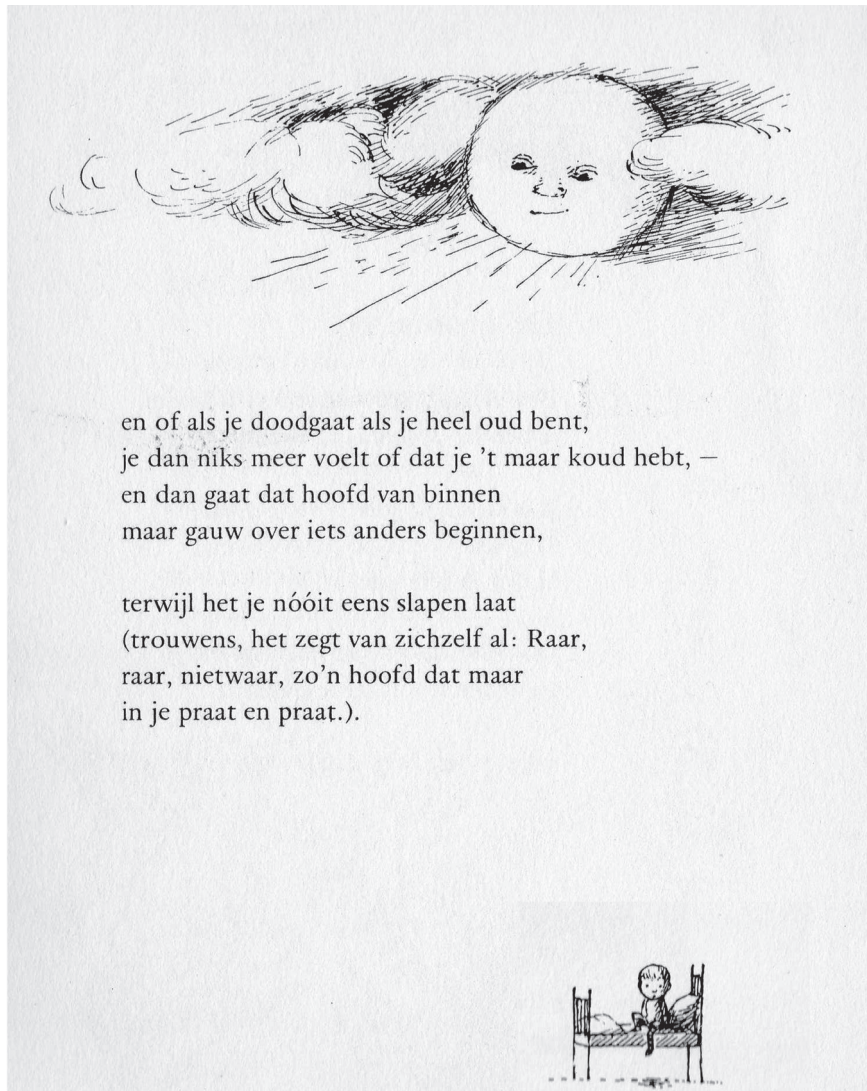 en of als je doodgaat als je heel oud bent,
je dan niks meer voelt of dat je ’t maar koud hebt, —
en dan gaat dat hoofd van binnen
maar gauw over iets anders beginnen,
terwijl het je nóóit eens slapen laat
(trouwens, het zegt van zichzelf al: Raar,
raar, nietwaar, zo’n hoofd dat maar
in je praat en praat.).